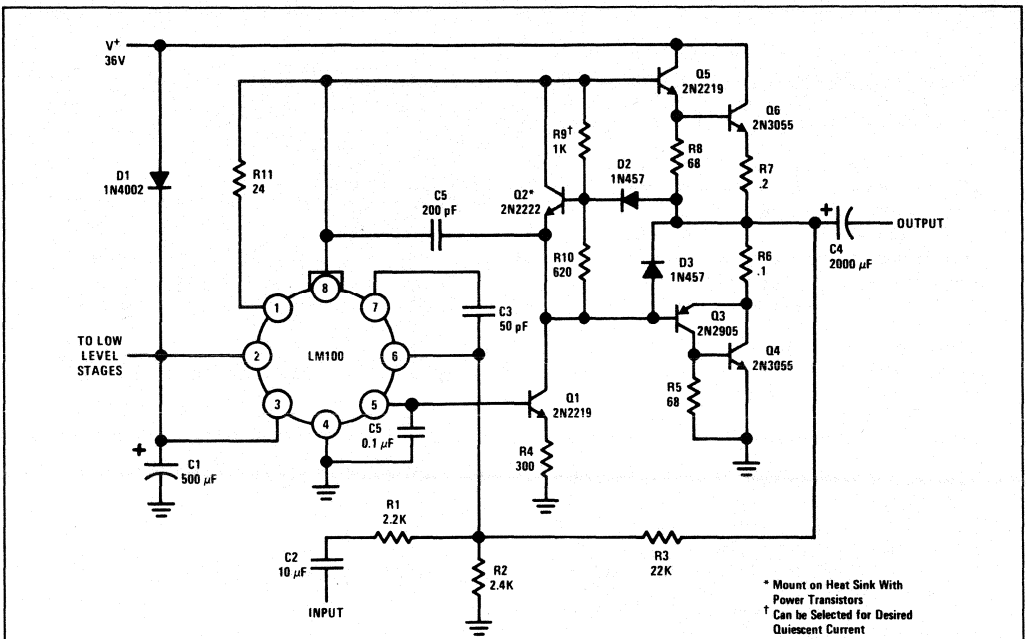 V+
36V
Q5
2N2219
Q6
2N3055
D1
1N4002
R11
24
R9†
1K
D2
1N457
R8
68
R7
.2
C5
200 pF
Q2*
2N2222
+
OUTPUT
C4
2000 μF
R10
620
D3
1N457
R6
.1
8
1
7
C3
50 pF
Q3
2N2905
TO LOW
LEVEL
STAGES
2
LM100
6
Q4
2N3055
3
5
4
C5
0.1 μF
Q1
2N2219
R5
68
+
C1
500 μF
R4
300
R1
2.2K
R3
22K
C2
10 μF
R2
2.4K
INPUT
* Mount on Heat Sink With
Power Transistors
† Can be Selected for Desired
Quiescent Current